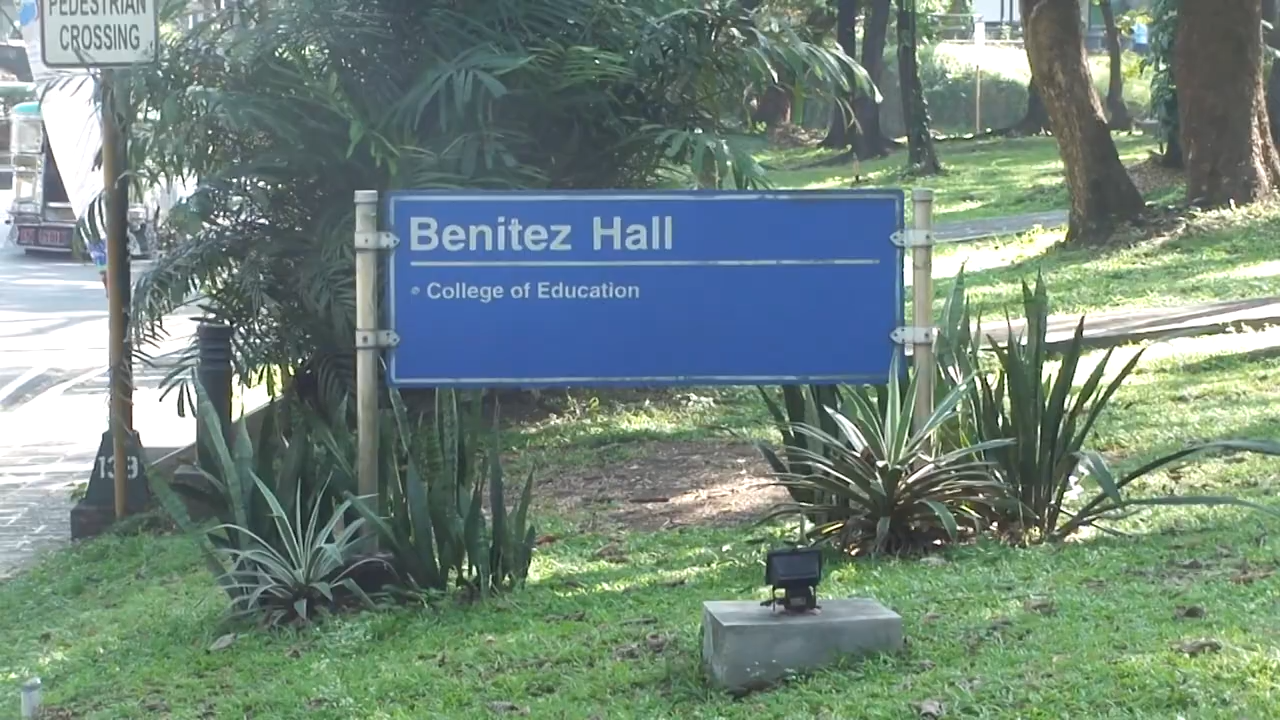 PEDESTRIAN
CROSSING
Benitez Hall
College of Education
139